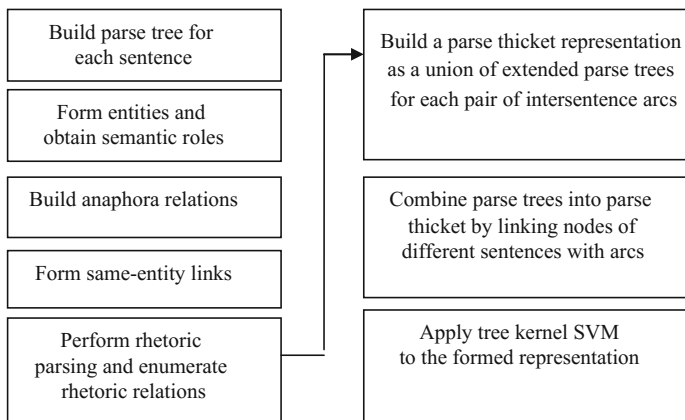 Build parse tree for
each sentence
Form entities and
obtain semantic roles
Build anaphora relations
Form same-entity links
Perform rhetoric
parsing and enumerate
rhetoric relations
Build a parse thicket representation
as a union of extended parse trees
for each pair of intersentence arcs
Combine parse trees into parse
thicket by linking nodes of
different sentences with arcs
Apply tree kernel SVM
to the formed representation